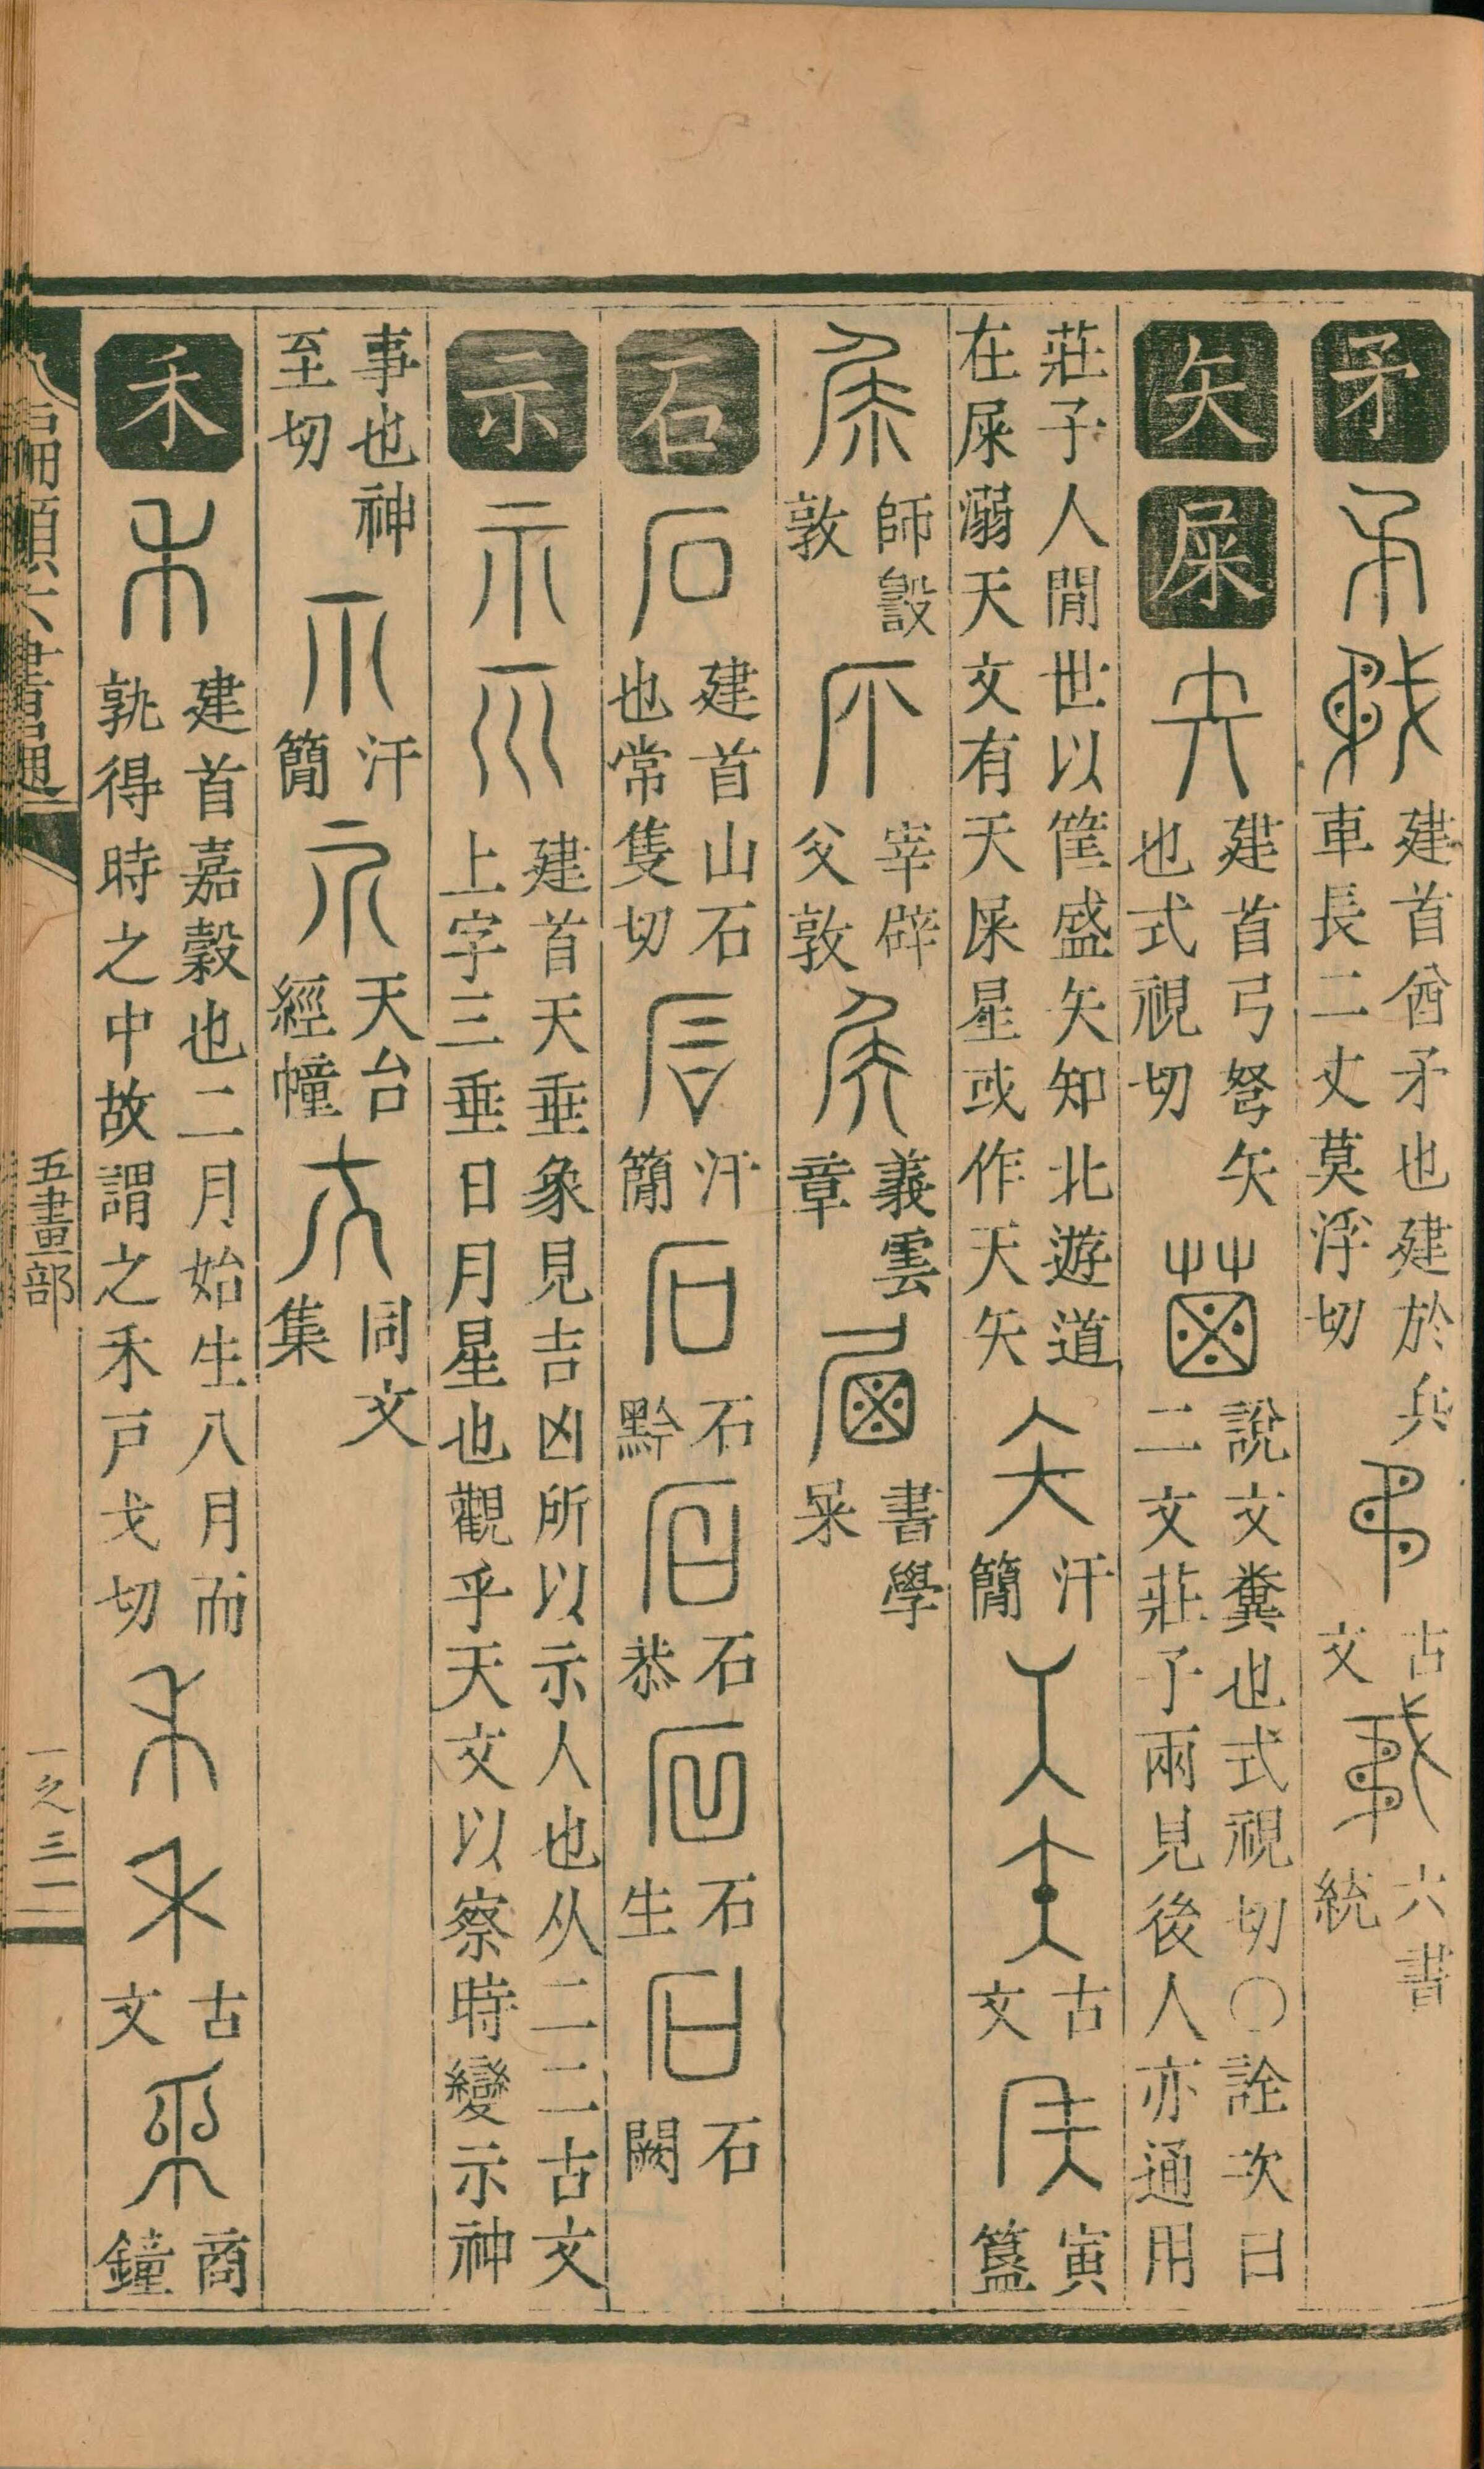 矛
建首酋矛也建於兵
車長二丈莫浮切
古
文
六書
統
矢屎
建首弓弩矢
也式視切
說文糞也式視切〇詮次曰
二文莊子兩見後人亦通用
莊子人閒世以筐盛矢知北遊道
在屎溺天文有天屎星或作天矢
汗
簡
古
文
寅
簋
師㝨
敦
宰辟
父敦
義雲
章
書學
石
建首山石
也常隻切
汗
簡
石
黔
石
恭
石
生
石
闕
示
建首天垂象見吉凶所以示人也从二二古文
上字三垂日月星也觀乎天文以察時變示神
事也神
至切
汗
簡
天台
經幢
同文
集
禾
建首嘉穀也二月始生八月而
孰得時之中故謂之禾戸戈切
古
文
商
鐘
六書通
五畫部
一之三二